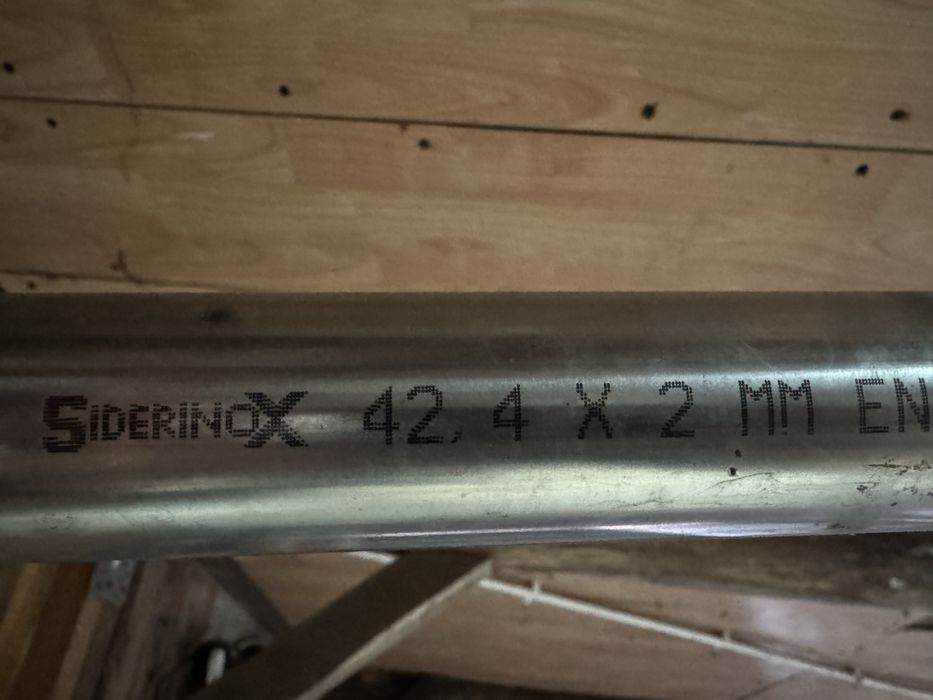 SIDERINOX 42,4 X 2 MM EN